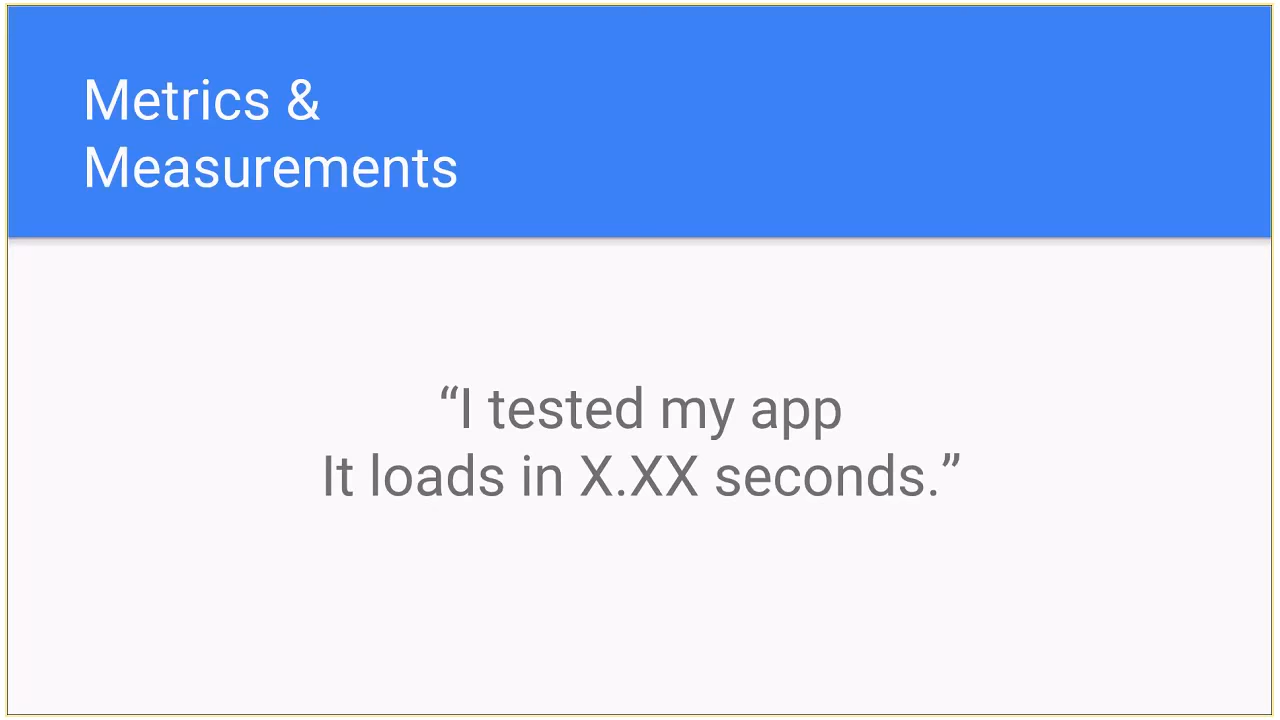 Metrics &
Measurements
“I tested my app
It loads in X.XX seconds.”